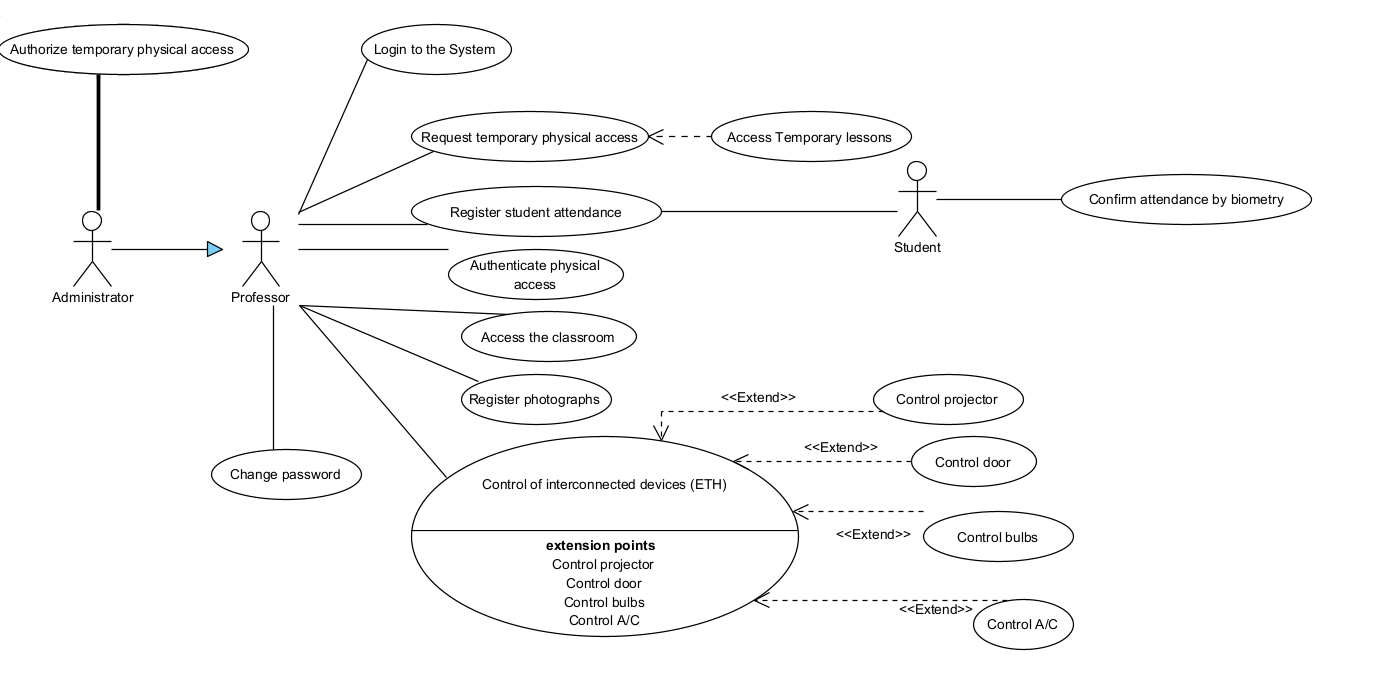 Authorize temporary physical access
Login to the System
Request temporary physical access
Access Temporary lessons
Register student attendance
Student
Confirm attendance by biometry
Administrator
Professor
Authenticate physical
access
Access the classroom
Register photographs
Change password
<<Extend>>
Control projector
<<Extend>>
Control door
<<Extend>>
Control bulbs
<<Extend>>
Control A/C
Control of interconnected devices (ETH)
extension points
Control projector
Control door
Control bulbs
Control A/C